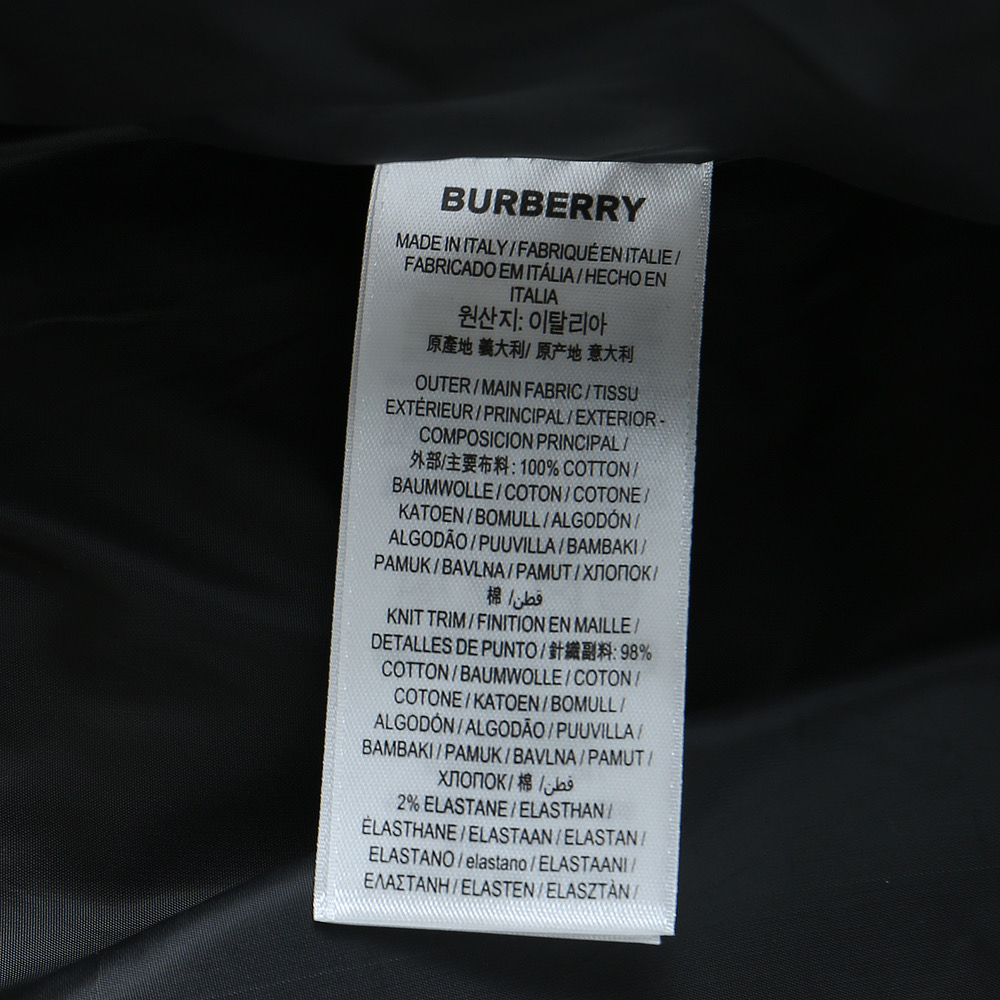 BURBERRY
MADE IN ITALY / FABRIQUÉ EN ITALIE /
FABRICADO EM ITÁLIA / HECHO EN
ITALIA
원산지: 이탈리아
原產地 義大利/ 原产地 意大利
OUTER / MAIN FABRIC / TISSU
EXTÉRIEUR / PRINCIPAL / EXTERIOR -
COMPOSICION PRINCIPAL /
外部/主要布料: 100% COTTON /
BAUMWOLLE / COTON / COTONE /
KATOEN / BOMULL / ALGODÓN /
ALGODÃO / PUUVILLA / BAMBAKI /
PAMUK / BAVLNA / PAMUT / ХЛОПОК /
棉 /قطن/
KNIT TRIM / FINITION EN MAILLE /
DETALLES DE PUNTO / 針織副料: 98%
COTTON / BAUMWOLLE / COTON /
COTONE / KATOEN / BOMULL /
ALGODÓN / ALGODÃO / PUUVILLA /
BAMBAKI / PAMUK / BAVLNA / PAMUT /
ХЛОПОК / 棉 /قطن/
2% ELASTANE / ELASTHAN /
ÉLASTHANE / ELASTAAN / ELASTAN /
ELASTANO / elastano / ELASTAANI /
ΕΛΑΣΤΑΝΗ / ELASTEN / ELASZTÀN /